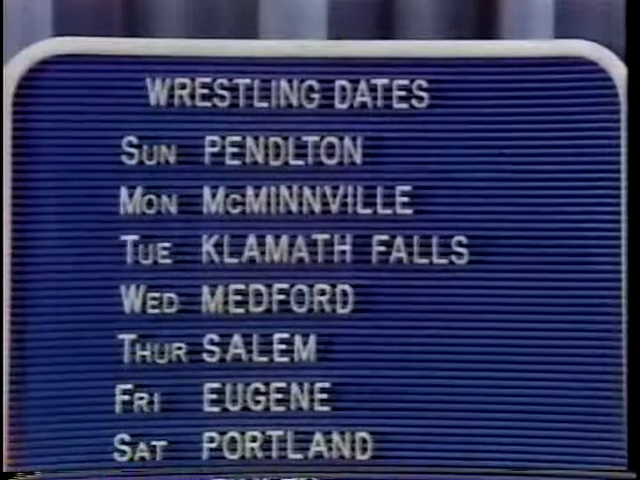 WRESTLING DATES
SUN PENDLTON
MON McMINNVILLE
TUE KLAMATH FALLS
WED MEDFORD
THUR SALEM
FRI EUGENE
SAT PORTLAND